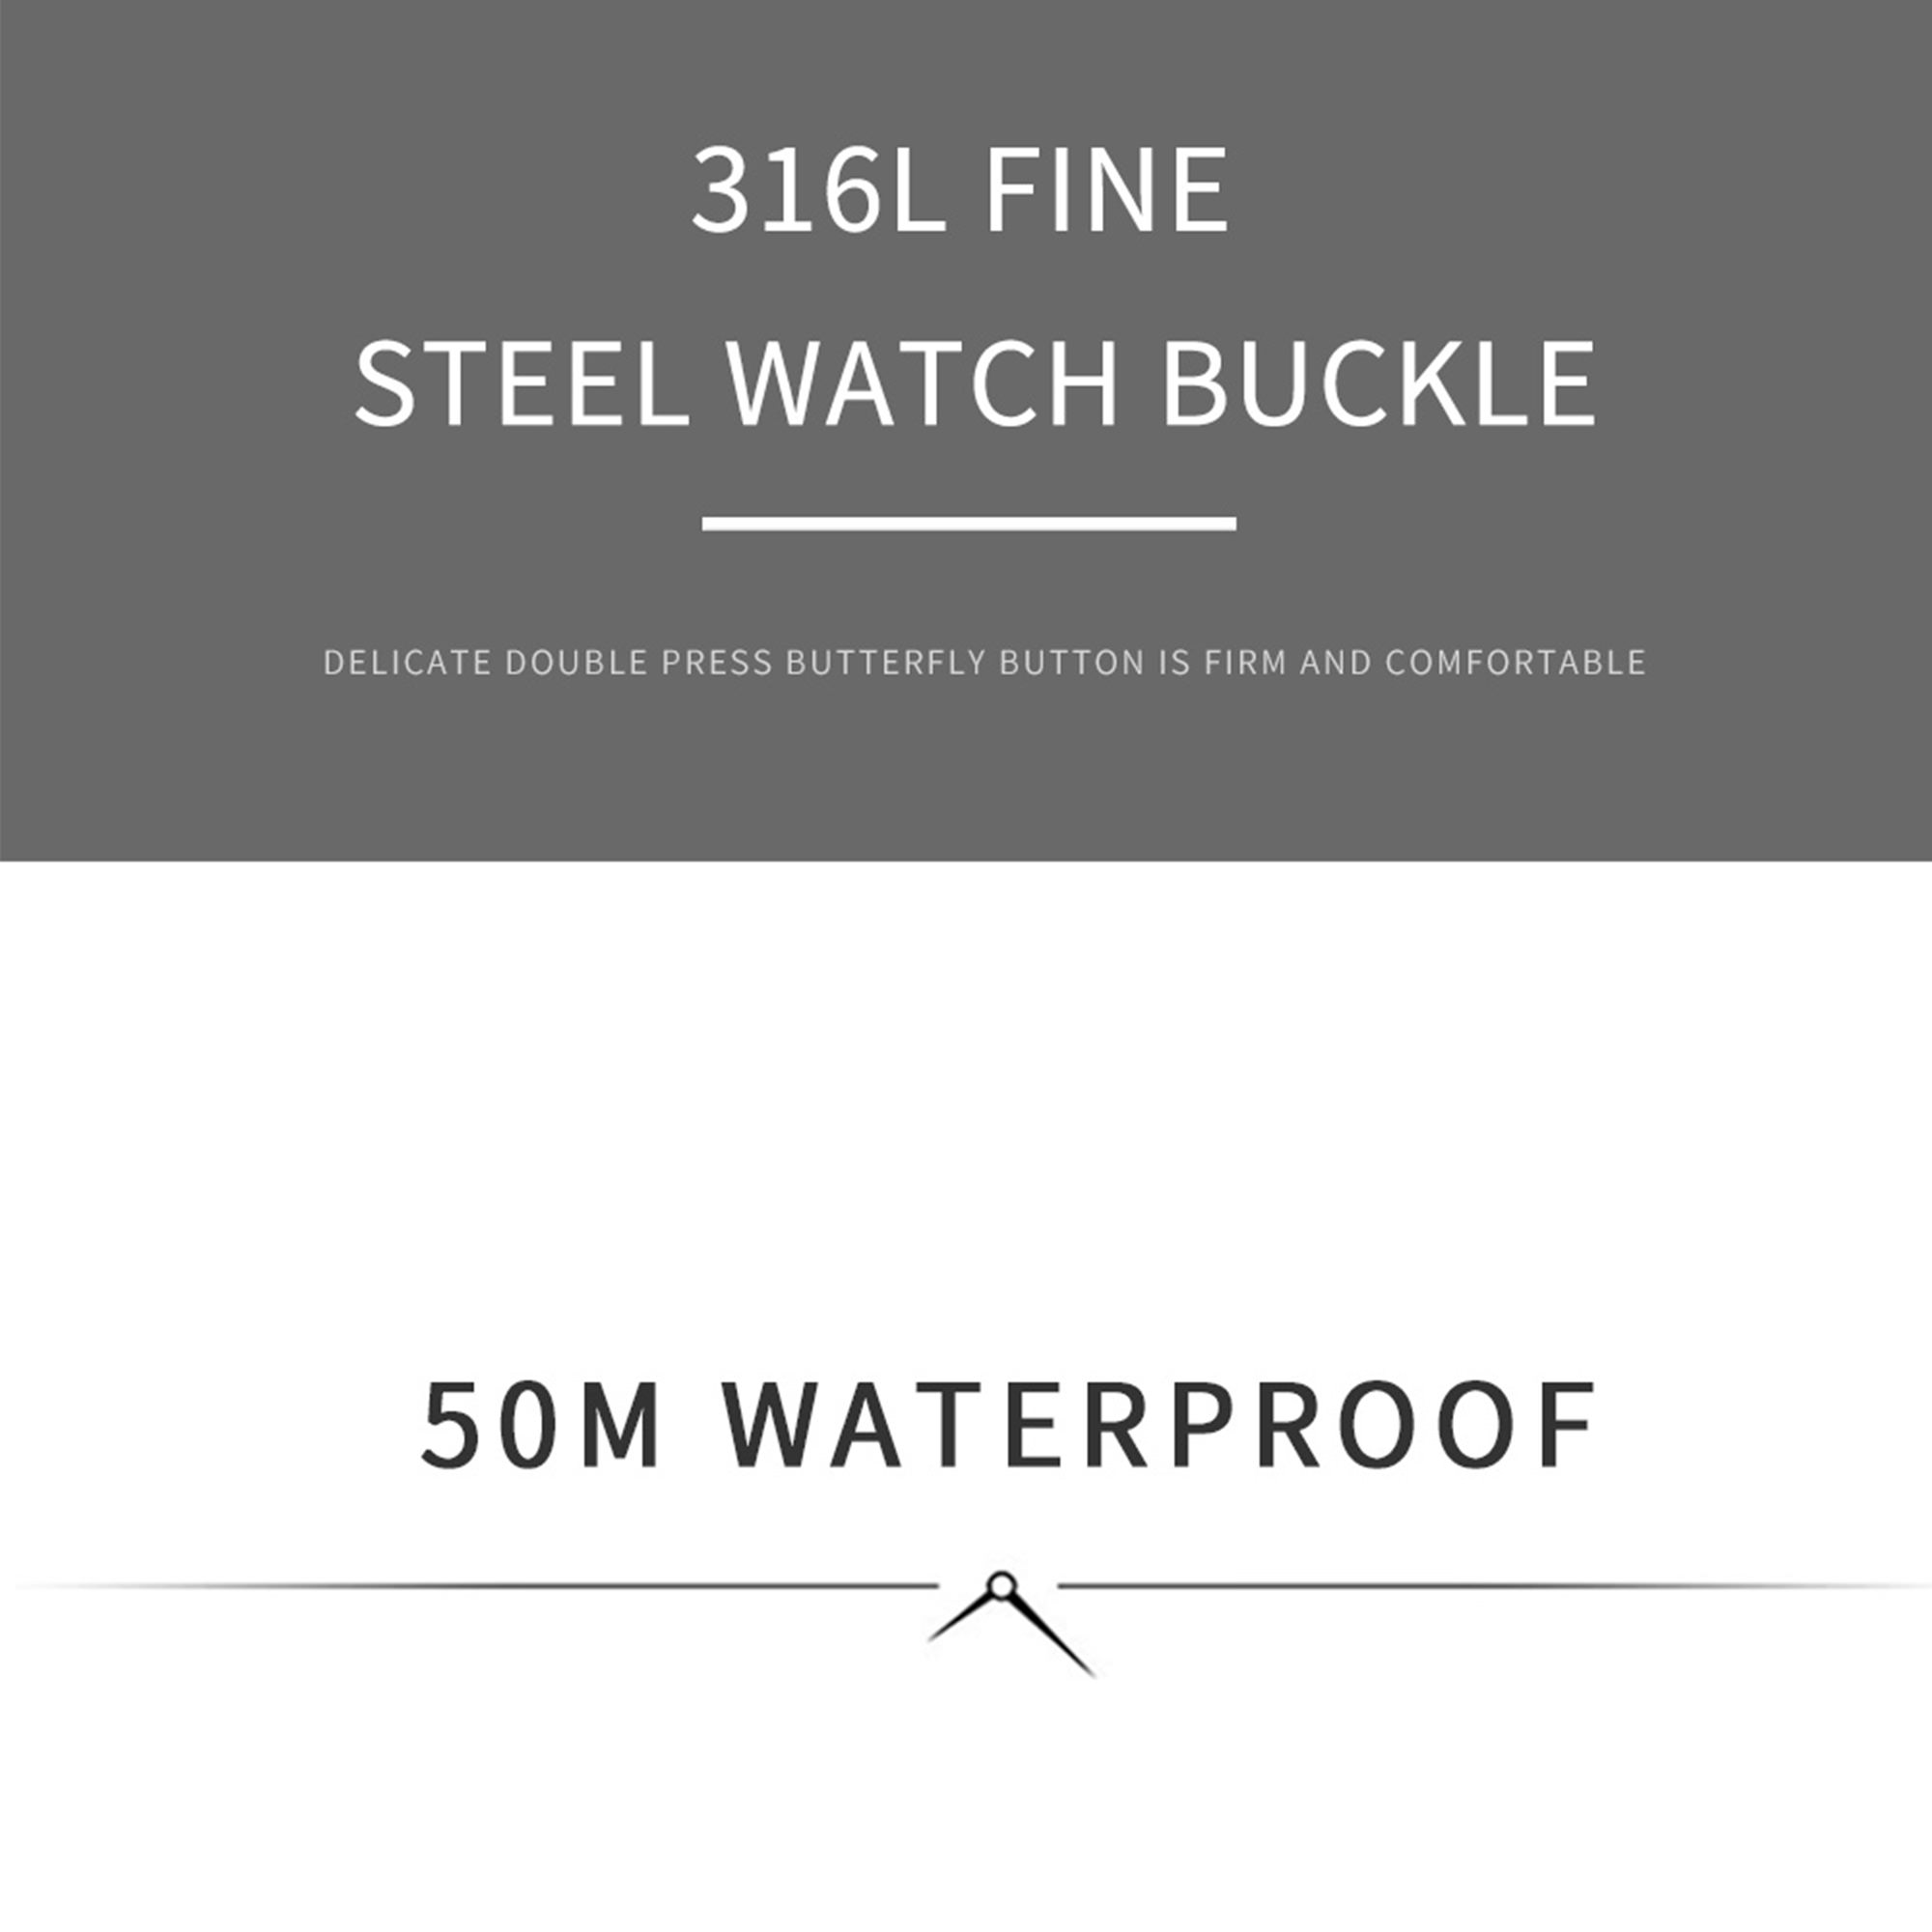 316L FINE
STEEL WATCH BUCKLE
DELICATE DOUBLE PRESS BUTTERFLY BUTTON IS FIRM AND COMFORTABLE
50M WATERPROOF